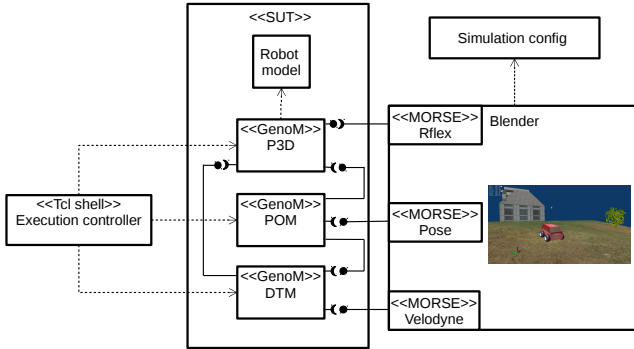 <<SUT>>
Robot
model
Simulation config
<<GenoM>>
P3D
<<MORSE>>
Rflex
Blender
<<Tcl shell>>
Execution controller
<<GenoM>>
POM
<<MORSE>>
Pose
<<GenoM>>
DTM
<<MORSE>>
Velodyne